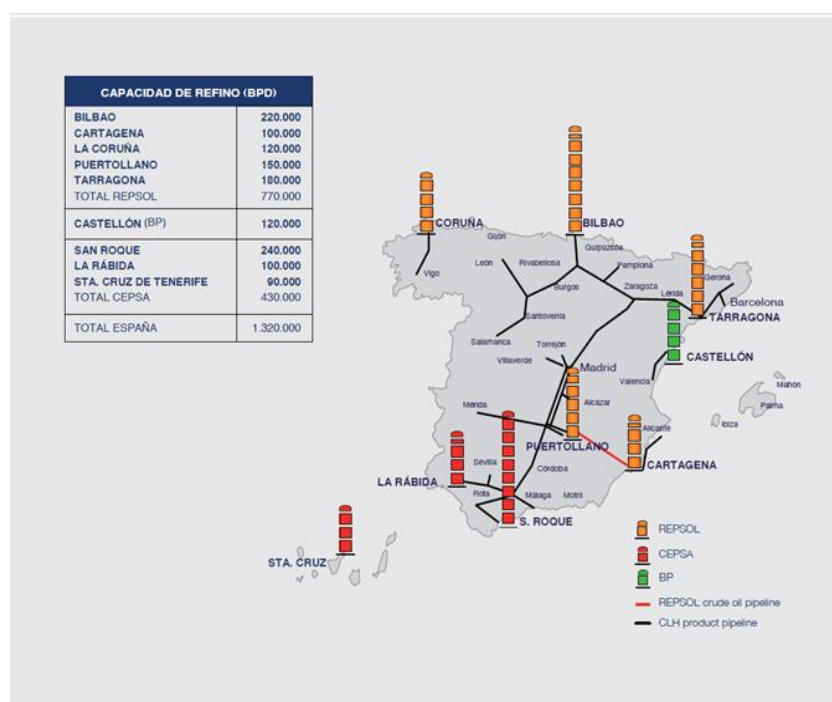 CAPACIDAD DE REFINO (BPD)
BILBAO 220.000
CARTAGENA 100.000
LA CORUÑA 120.000
PUERTOLLANO 150.000
TARRAGONA 180.000
TOTAL REPSOL 770.000
CASTELLÓN (BP) 120.000
SAN ROQUE 240.000
LA RÁBIDA 100.000
STA. CRUZ DE TENERIFE 90.000
TOTAL CEPSA 430.000
TOTAL ESPAÑA 1.320.000
CORUÑA
BILBAO
Gijón
Guipúzcoa
León
Rivabellosa
Pamplona
Vigo
Gerona
Burgos
Zaragoza
Lérida
Barcelona
Santovenia
TARRAGONA
Salamanca
Torrejón
Villaverde
Madrid
CASTELLÓN
Valencia
Mahón
Palma
Ibiza
Mérida
Alcázar
Alicante
PUERTOLLANO
CARTAGENA
Sevilla
Córdoba
LA RÁBIDA
Rota
Málaga
Motril
S. ROQUE
STA. CRUZ
REPSOL
CEPSA
BP
REPSOL crude oil pipeline
CLH product pipeline